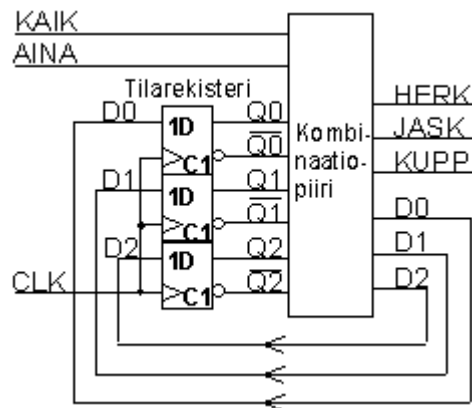 KAIK
AINA
Tilarekisteri
D0 1D Q0
C1 Q0
D1 1D Q1
C1 Q1
D2 1D Q2
CLK C1 Q2
Kombi-
naatio-
piiri
HERK
JASK
KUPP
D0
D1
D2